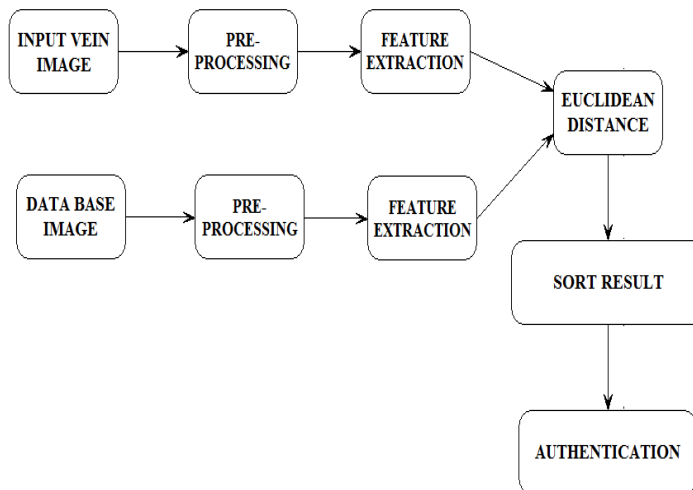 INPUT VEIN
IMAGE
PRE-
PROCESSING
FEATURE
EXTRACTION
EUCLIDEAN
DISTANCE
DATA BASE
IMAGE
PRE-
PROCESSING
FEATURE
EXTRACTION
SORT RESULT
AUTHENTICATION